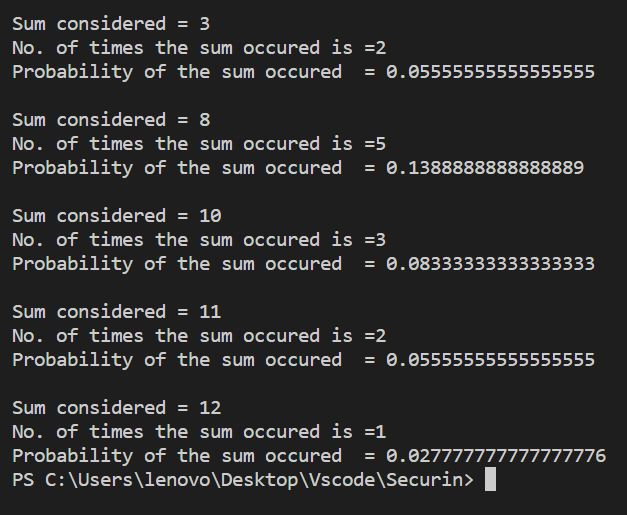 Sum considered = 3
No. of times the sum occured is =2
Probability of the sum occured  = 0.05555555555555555

Sum considered = 8
No. of times the sum occured is =5
Probability of the sum occured  = 0.1388888888888889

Sum considered = 10
No. of times the sum occured is =3
Probability of the sum occured  = 0.08333333333333333

Sum considered = 11
No. of times the sum occured is =2
Probability of the sum occured  = 0.05555555555555555

Sum considered = 12
No. of times the sum occured is =1
Probability of the sum occured  = 0.027777777777777776
PS C:\Users\lenovo\Desktop\Vscode\Securin>